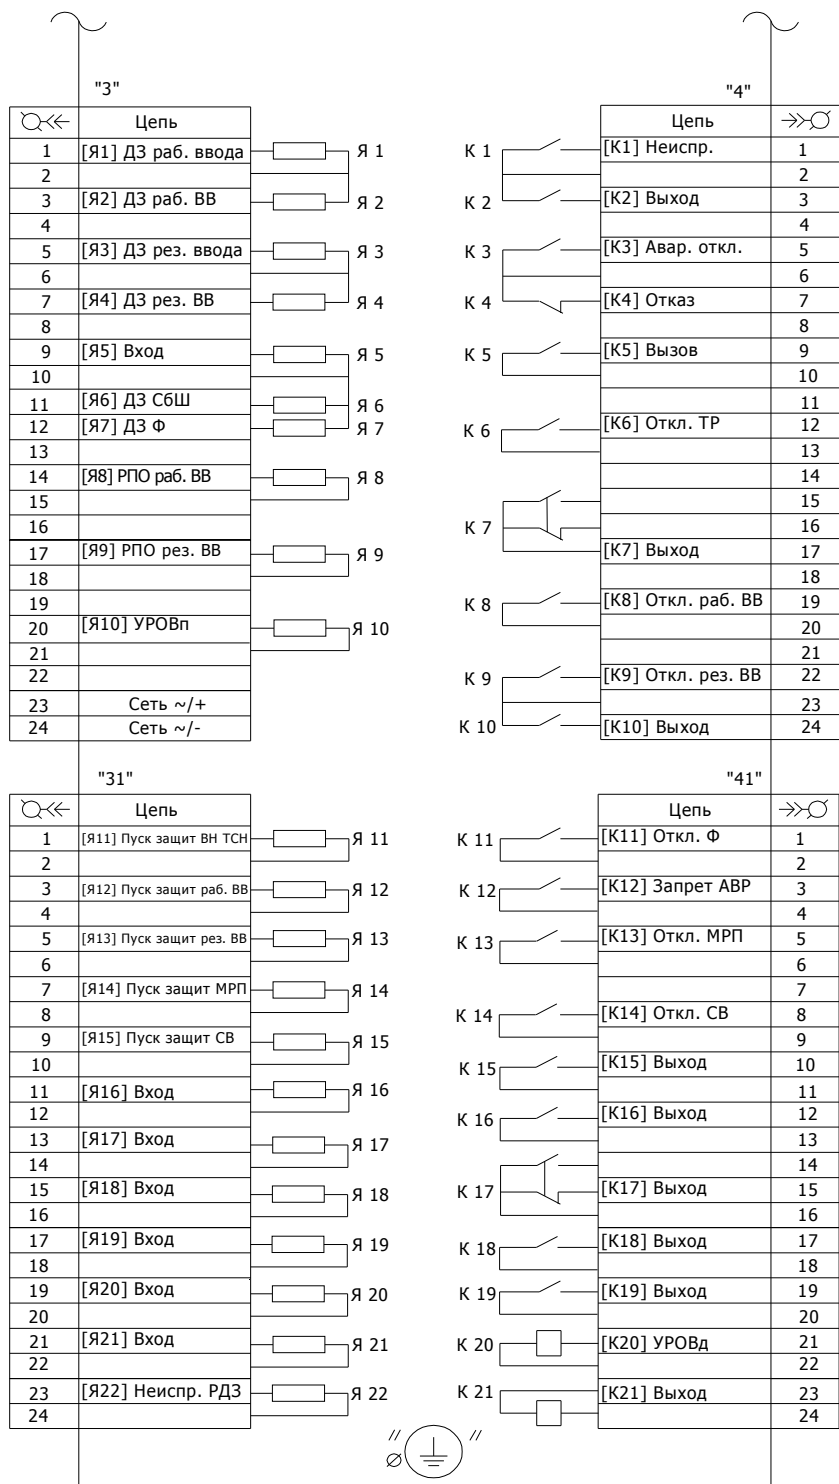 "3"
Цепь
1 [Я1] ДЗ раб. ввода Я 1
2
3 [Я2] ДЗ раб. ВВ Я 2
4
5 [Я3] ДЗ рез. ввода Я 3
6
7 [Я4] ДЗ рез. ВВ Я 4
8
9 [Я5] Вход Я 5
10
11 [Я6] ДЗ СбШ Я 6
12 [Я7] ДЗ Ф Я 7
13
14 [Я8] РПО раб. ВВ Я 8
15
16
17 [Я9] РПО рез. ВВ Я 9
18
19
20 [Я10] УРОВп Я 10
21
22
23 Сеть ~/+
24 Сеть ~/-
"4"
Цепь
К 1 [К1] Неиспр. 1
2
К 2 [К2] Выход 3
4
К 3 [К3] Авар. откл. 5
6
К 4 [К4] Отказ 7
8
К 5 [К5] Вызов 9
10
11
К 6 [К6] Откл. ТР 12
13
14
15
К 7 16
[К7] Выход 17
18
К 8 [К8] Откл. раб. ВВ 19
20
21
К 9 [К9] Откл. рез. ВВ 22
23
К 10 [К10] Выход 24
"31"
Цепь
1 [Я11] Пуск защит ВН ТСН Я 11
2
3 [Я12] Пуск защит раб. ВВ Я 12
4
5 [Я13] Пуск защит рез. ВВ Я 13
6
7 [Я14] Пуск защит МРП Я 14
8
9 [Я15] Пуск защит СВ Я 15
10
11 [Я16] Вход Я 16
12
13 [Я17] Вход Я 17
14
15 [Я18] Вход Я 18
16
17 [Я19] Вход Я 19
18
19 [Я20] Вход Я 20
20
21 [Я21] Вход Я 21
22
23 [Я22] Неиспр. РДЗ Я 22
24
"41"
Цепь
К 11 [К11] Откл. Ф 1
2
К 12 [К12] Запрет АВР 3
4
К 13 [К13] Откл. МРП 5
6
7
К 14 [К14] Откл. СВ 8
9
К 15 [К15] Выход 10
11
К 16 [К16] Выход 12
13
14
К 17 [К17] Выход 15
16
К 18 [К18] Выход 17
18
К 19 [К19] Выход 19
20
К 20 [К20] УРОВд 21
22
К 21 [К21] Выход 23
24
"⌀ "